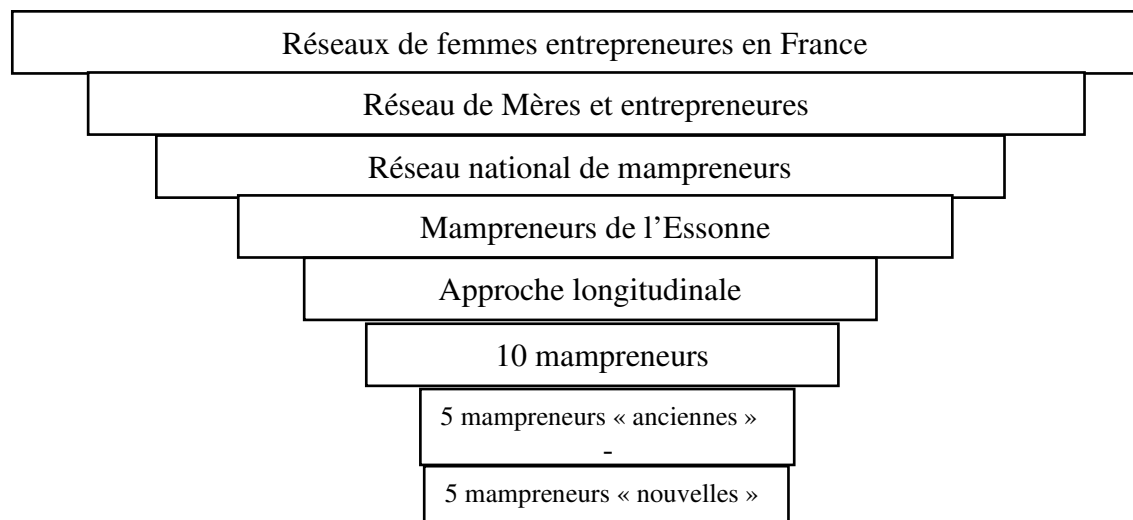 Réseaux de femmes entrepreneures en France
Réseau de Mères et entrepreneures
Réseau national de mampreneurs
Mampreneurs de l’Essonne
Approche longitudinale
10 mampreneurs
5 mampreneurs « anciennes »
-
5 mampreneurs « nouvelles »